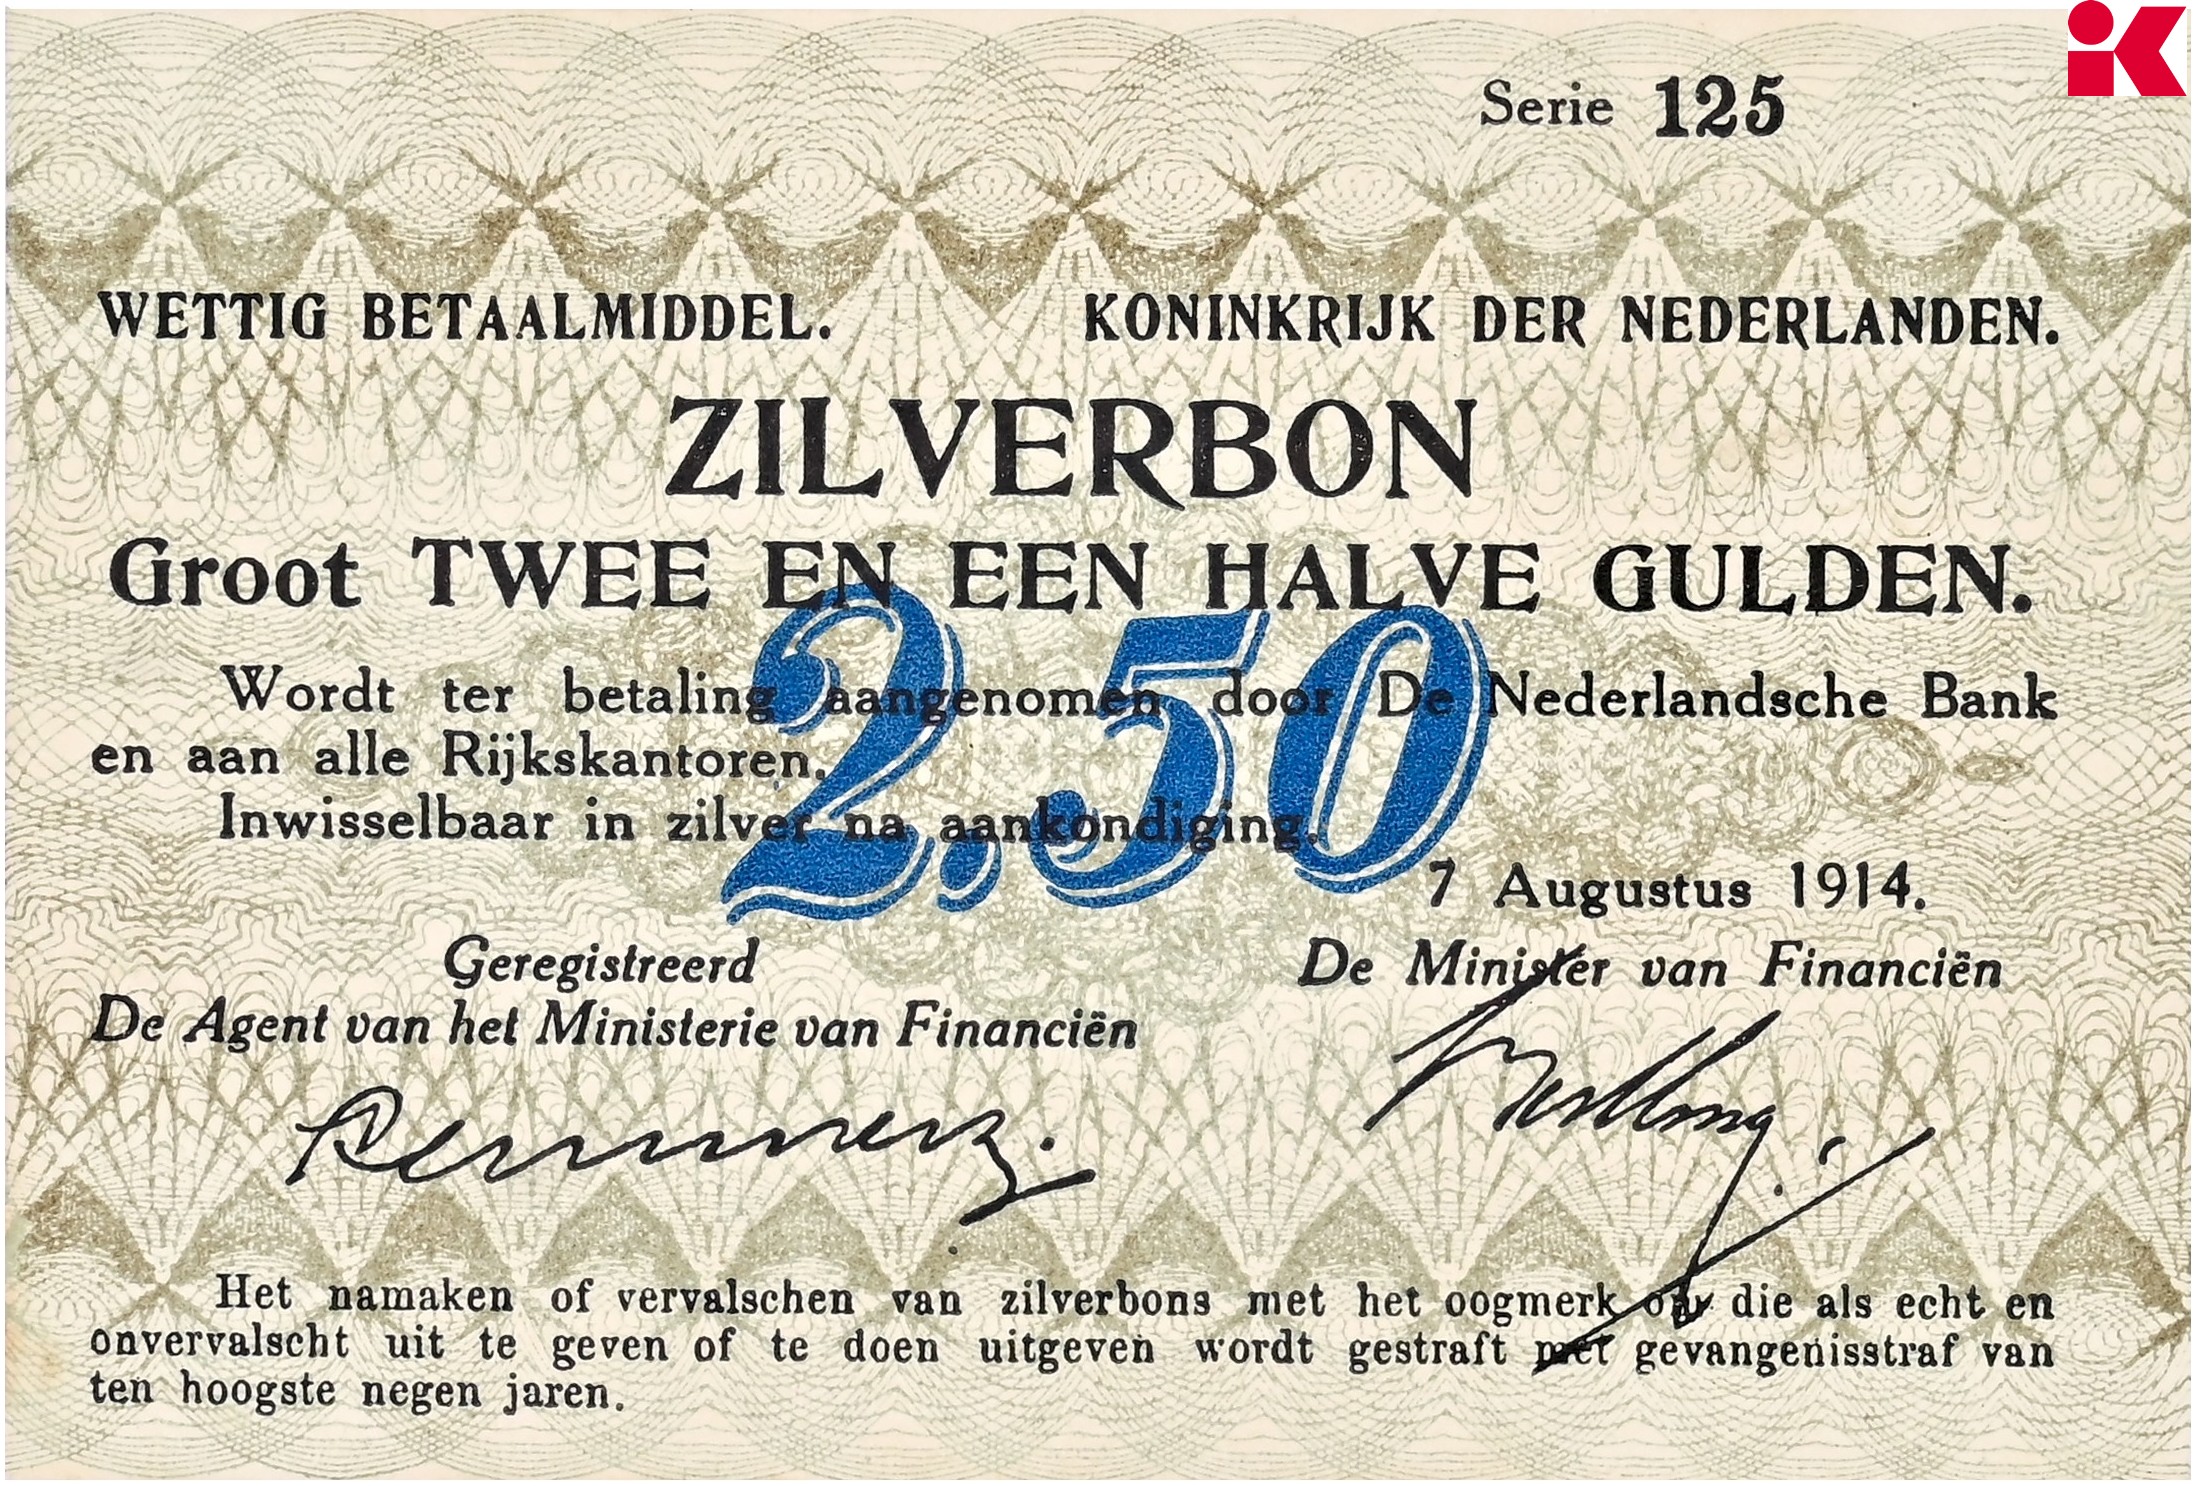 Serie 125
WETTIG BETAALMIDDEL. KONINKRIJK DER NEDERLANDEN.
ZILVERBON
Groot TWEE EN EEN HALVE GULDEN.
2.50
Wordt ter betaling aangenomen door De Nederlandsche Bank
en aan alle Rijkskantoren.
Inwisselbaar in zilver na aankondiging.
7 Augustus 1914.
Geregistreerd
De Agent van het Ministerie van Financiën
De Minister van Financiën
Het namaken of vervalschen van zilverbons met het oogmerk om die als echt en
onvervalscht uit te geven of te doen uitgeven wordt gestraft met gevangenisstraf van
ten hoogste negen jaren.